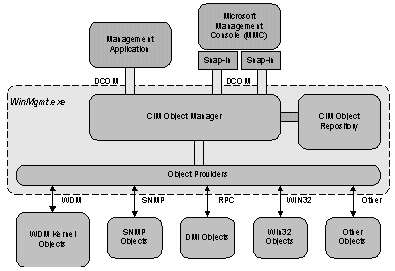 Management
Application
Microsoft
Management
Console (MMC)
Snap-In
Snap-In
DCOM
DCOM
WinMgmt.exe
CIM Object Manager
CIM Object
Repository
Object Providers
WDM
SNMP
RPC
WIN32
Other
WDM Kernel
Objects
SNMP
Objects
DMI Objects
Win32
Objects
Other
Objects